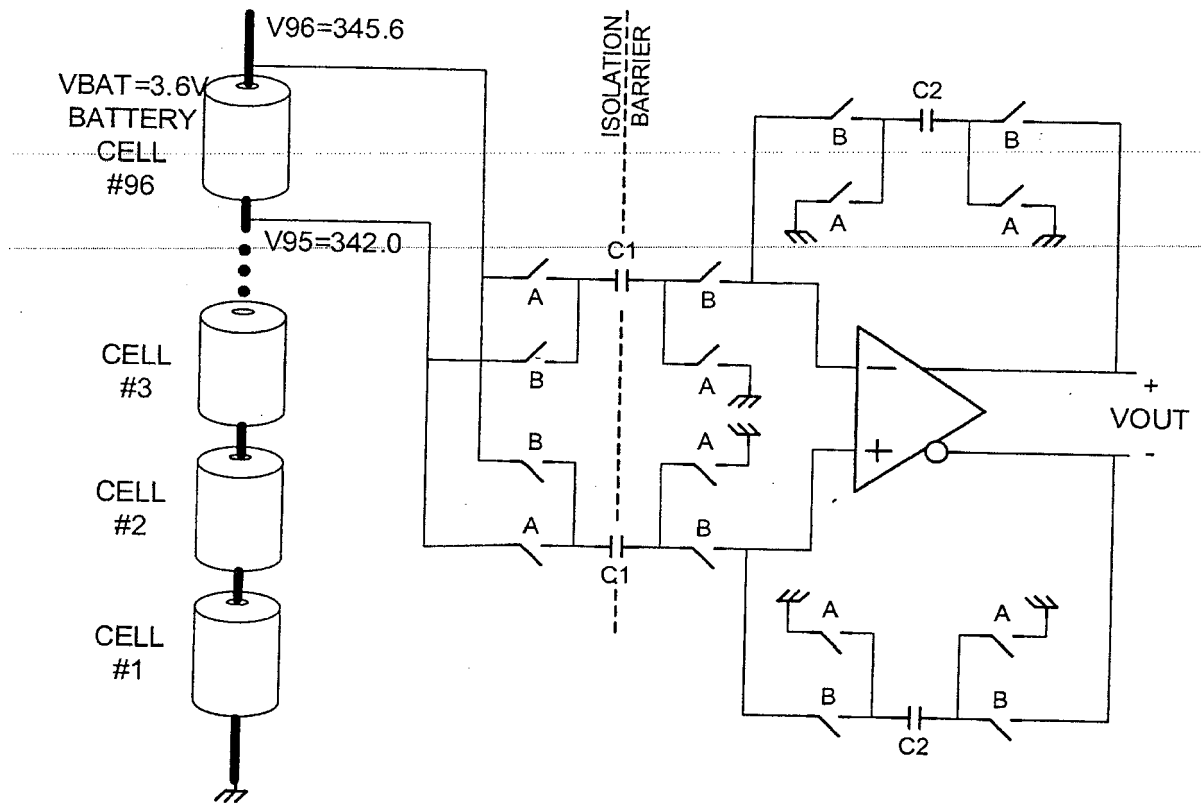 V96=345.6
VBAT=3.6V
BATTERY
CELL
#96
V95=342.0
CELL
#3
CELL
#2
CELL
#1
ISOLATION
BARRIER
C1
A
B
B
A
B
A
A
B
C1
C2
B
B
A
A
−
+
+
VOUT
-
A
A
B
B
C2